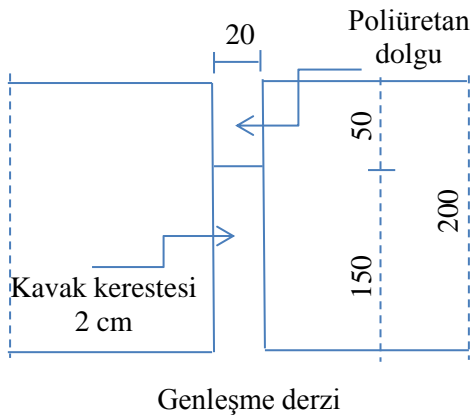 Poliüretan
dolgu
20
50
200
150
Kavak kerestesi
2 cm
Genleşme derzi